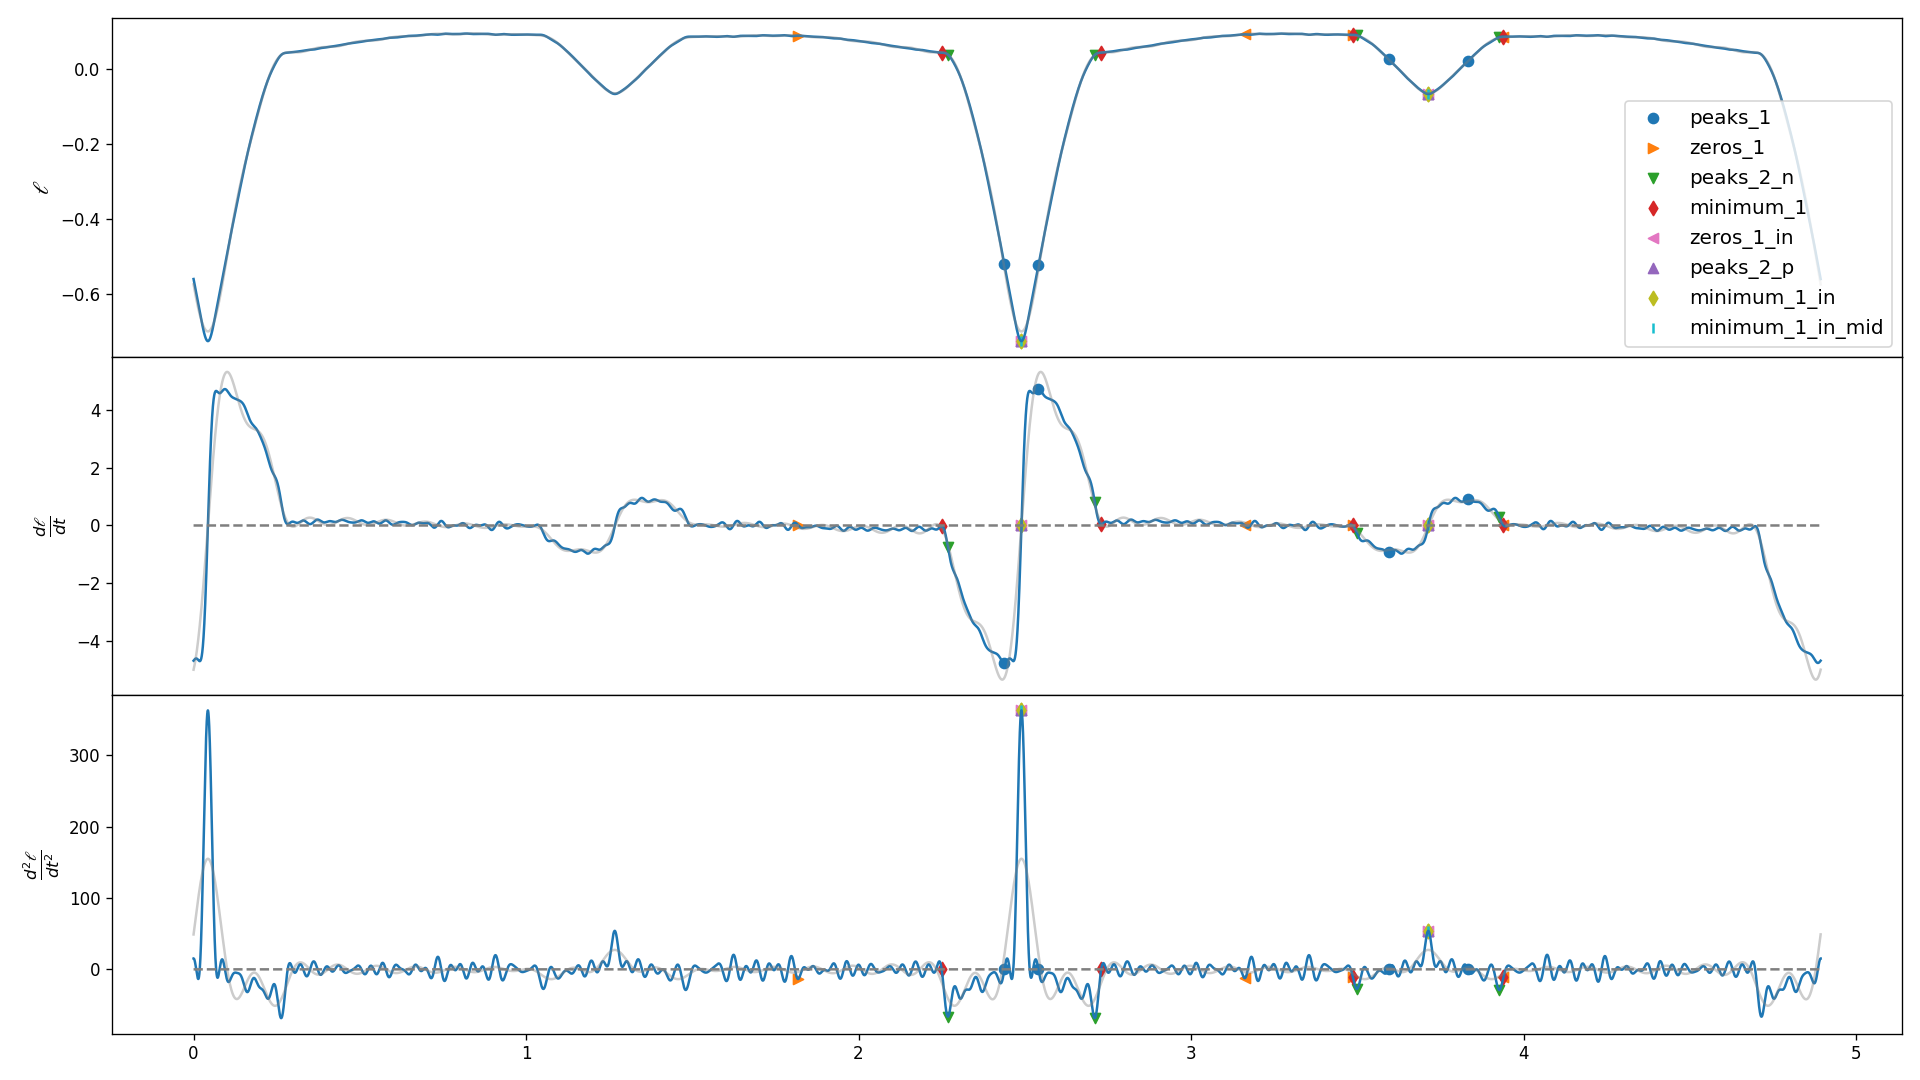 0.0
−0.2
−0.4
−0.6
ℓ
peaks_1
zeros_1
peaks_2_n
minimum_1
zeros_1_in
peaks_2_p
minimum_1_in
minimum_1_in_mid
4
2
0
−2
−4
dℓ
dt
300
200
100
0
d²ℓ
dt²
0 1 2 3 4 5